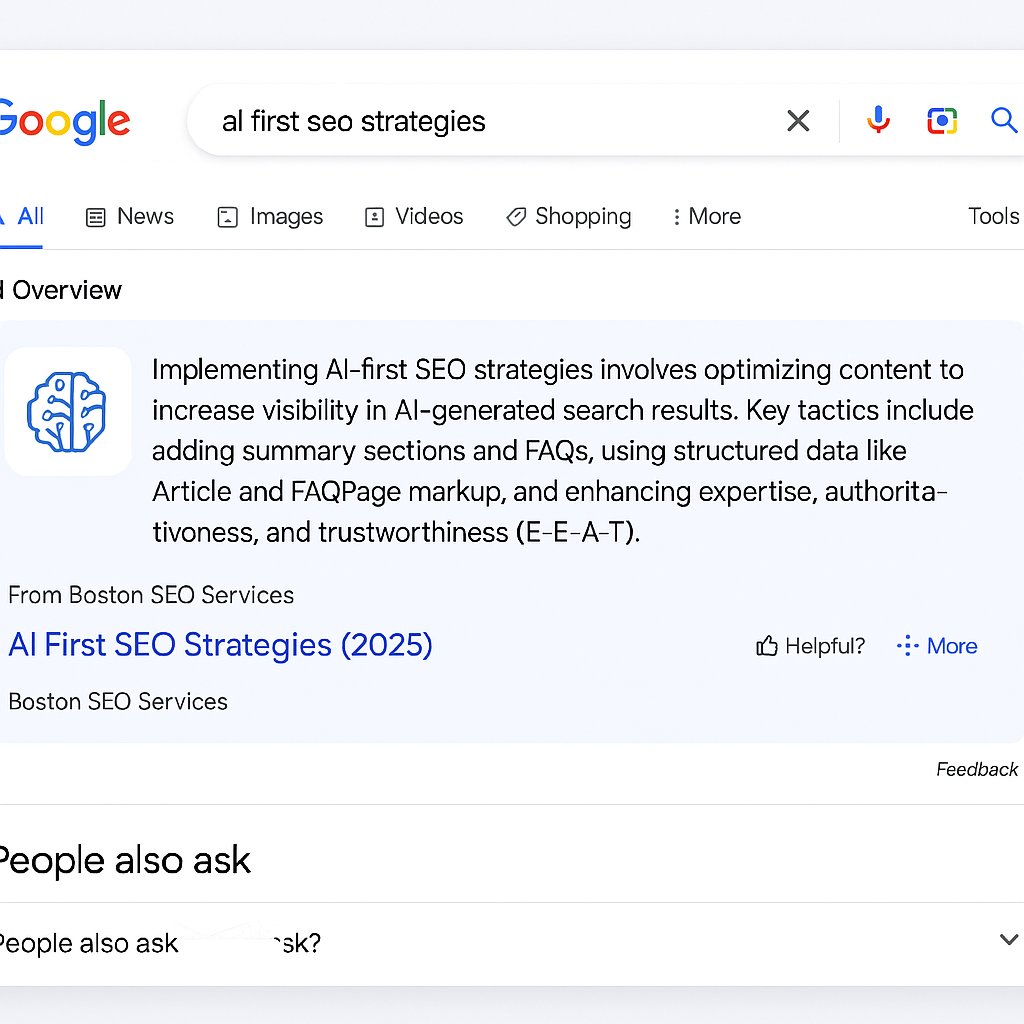 Google
al first seo strategies
All News Images Videos Shopping More Tools
Overview
Implementing AI-first SEO strategies involves optimizing content to
increase visibility in AI-generated search results. Key tactics include
adding summary sections and FAQs, using structured data like
Article and FAQPage markup, and enhancing expertise, authorita-
tivoness, and trustworthiness (E-E-A-T).
From Boston SEO Services
AI First SEO Strategies (2025)
Helpful? More
Boston SEO Services
Feedback
People also ask
People also ask sk?